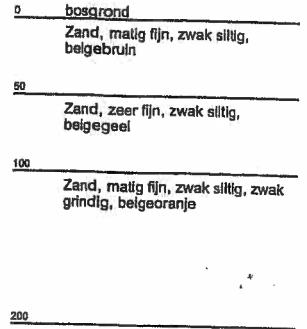 0 bosgrond
Zand, matig fijn, zwak siltig,
beigebruin
50
Zand, zeer fijn, zwak siltig,
beigegeel
100
Zand, matig fijn, zwak siltig, zwak
grindig, beigeoranje
200